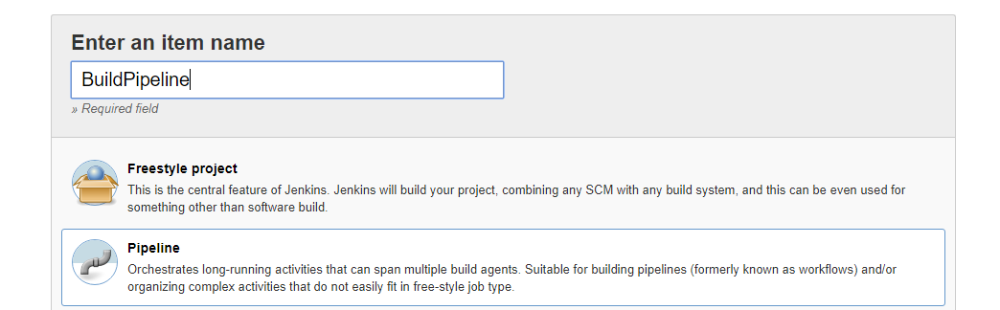 Enter an item name
BuildPipeline
» Required field
Freestyle project
This is the central feature of Jenkins. Jenkins will build your project, combining any SCM with any build system, and this can be even used for
something other than software build.
Pipeline
Orchestrates long-running activities that can span multiple build agents. Suitable for building pipelines (formerly known as workflows) and/or
organizing complex activities that do not easily fit in free-style job type.